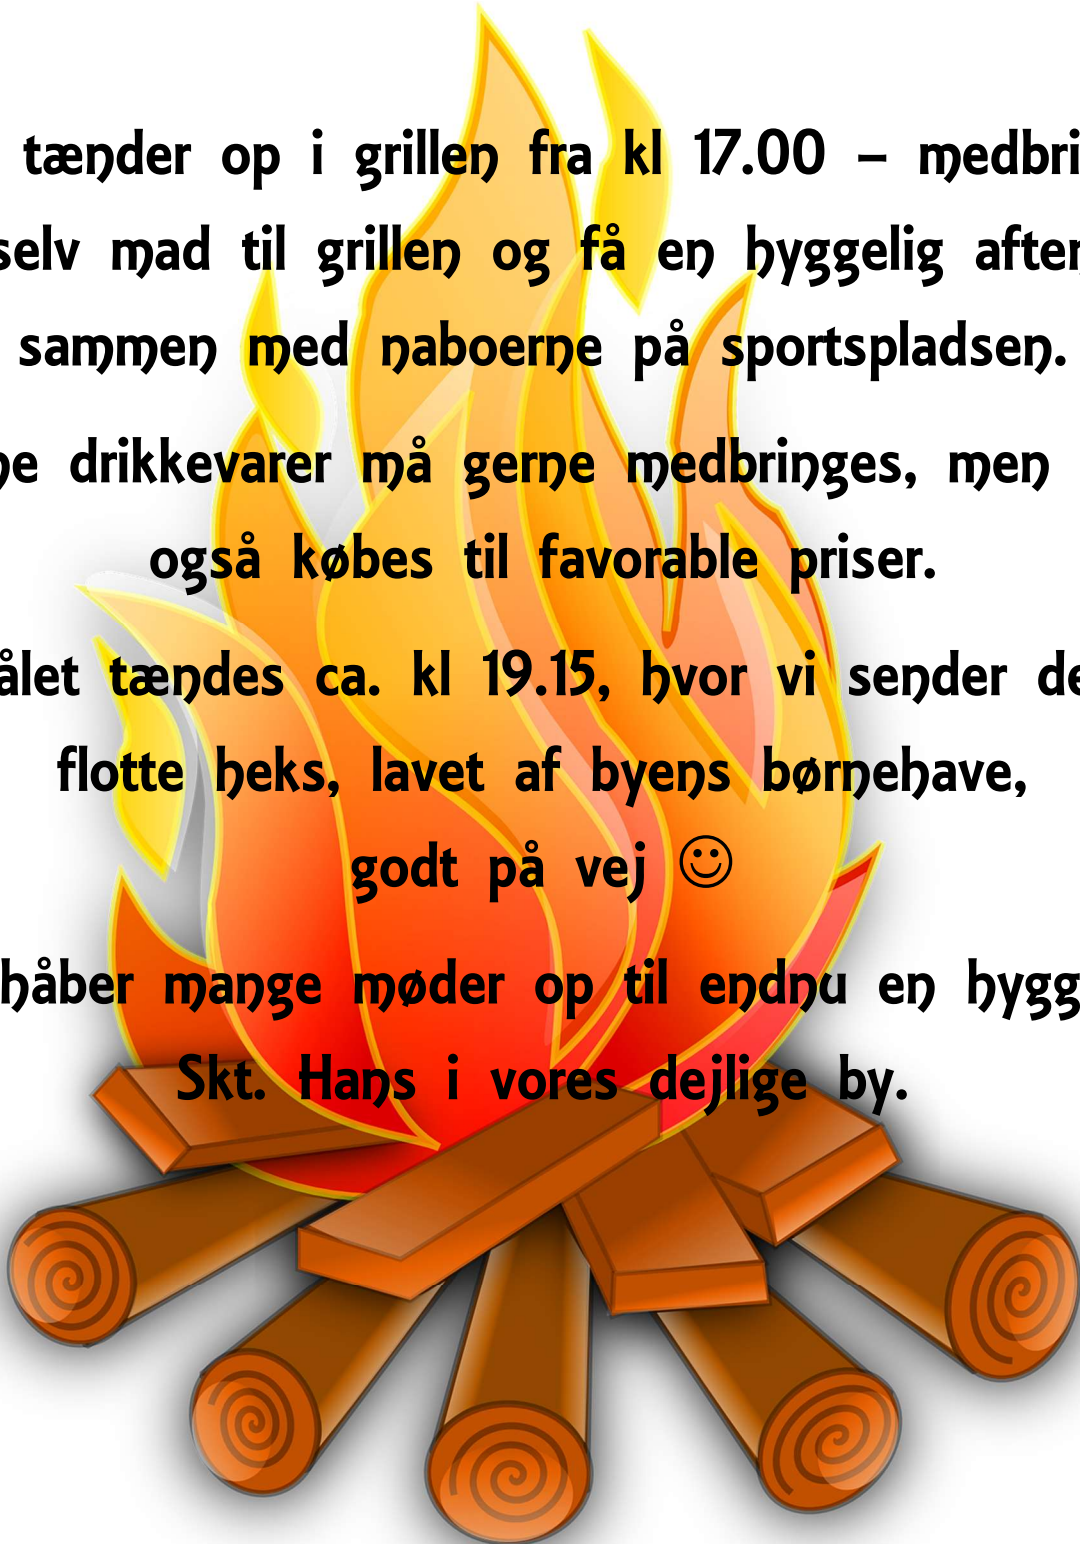 tænder op i grillen fra kl 17.00 – medbri
selv mad til grillen og få en hyggelig aften
sammen med naboerne på sportspladsen.
ne drikkevarer må gerne medbringes, men
også købes til favorable priser.
ålet tændes ca. kl 19.15, hvor vi sender de
flotte heks, lavet af byens børnehave,
godt på vej ☺
håber mange møder op til endnu en hygg
Skt. Hans i vores dejlige by.